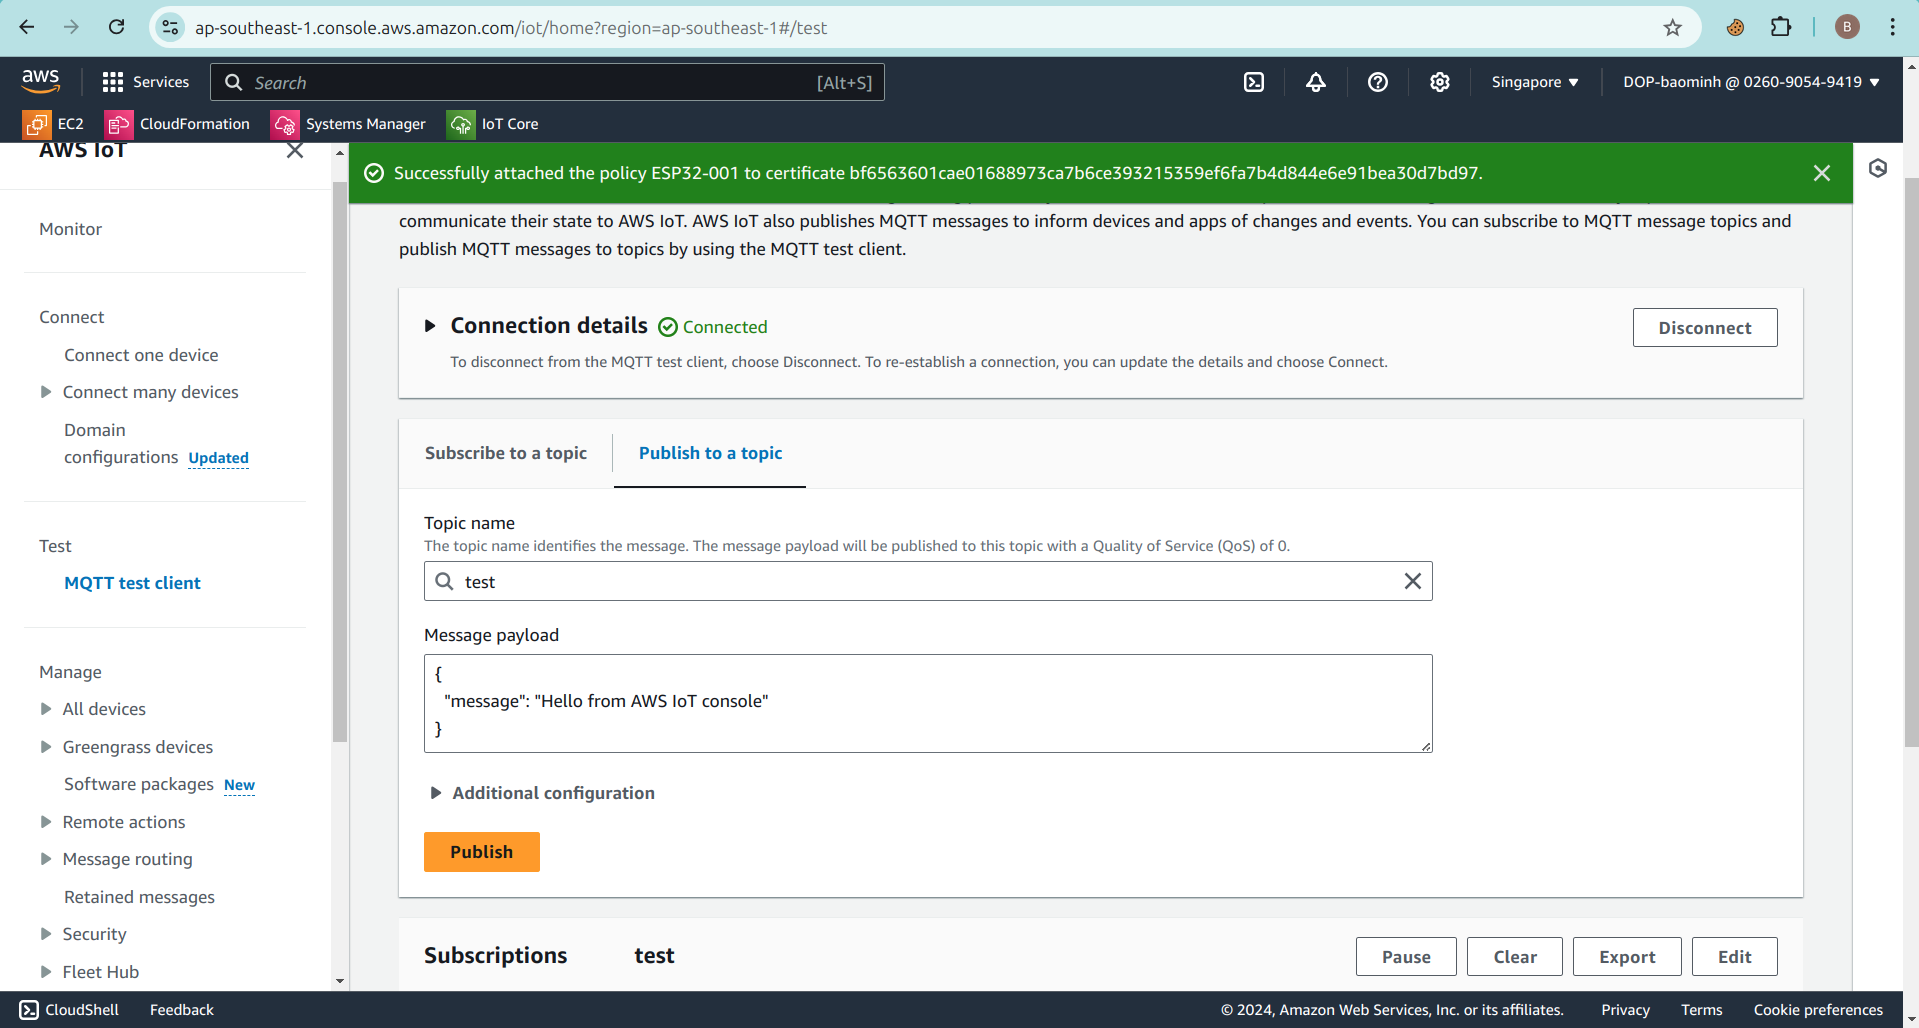 ap-southeast-1.console.aws.amazon.com/iot/home?region=ap-southeast-1#/test
B
aws
Services
Search
[Alt+S]
Singapore
DOP-baominh @ 0260-9054-9419
EC2
CloudFormation
Systems Manager
IoT Core
AWS IoT
Monitor
Connect
Connect one device
Connect many devices
Domain
configurations Updated
Test
MQTT test client
Manage
All devices
Greengrass devices
Software packages New
Remote actions
Message routing
Retained messages
Security
Fleet Hub
Successfully attached the policy ESP32-001 to certificate bf6563601cae01688973ca7b6ce393215359ef6fa7b4d844e6e91bea30d7bd97.
communicate their state to AWS IoT. AWS IoT also publishes MQTT messages to inform devices and apps of changes and events. You can subscribe to MQTT message topics and
publish MQTT messages to topics by using the MQTT test client.
Connection details Connected
Disconnect
To disconnect from the MQTT test client, choose Disconnect. To re-establish a connection, you can update the details and choose Connect.
Subscribe to a topic
Publish to a topic
Topic name
The topic name identifies the message. The message payload will be published to this topic with a Quality of Service (QoS) of 0.
test
Message payload
{
"message": "Hello from AWS IoT console"
}
Additional configuration
Publish
Subscriptions
test
Pause
Clear
Export
Edit
CloudShell
Feedback
© 2024, Amazon Web Services, Inc. or its affiliates.
Privacy
Terms
Cookie preferences